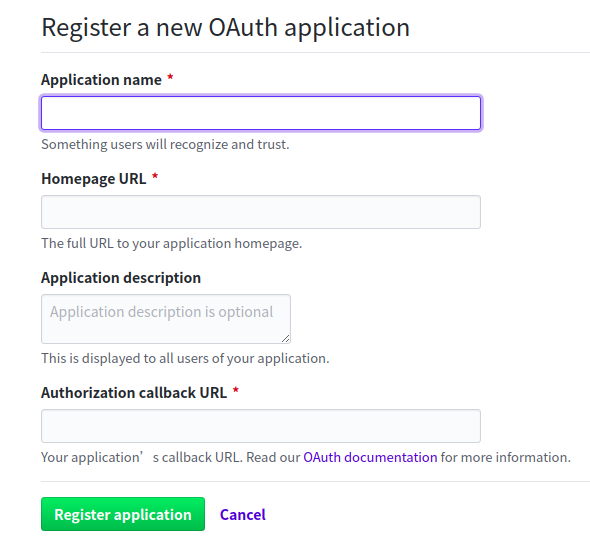 Register a new OAuth application
Application name *
Something users will recognize and trust.
Homepage URL *
The full URL to your application homepage.
Application description
Application description is optional
This is displayed to all users of your application.
Authorization callback URL *
Your application’s callback URL. Read our OAuth documentation for more information.
Register application Cancel